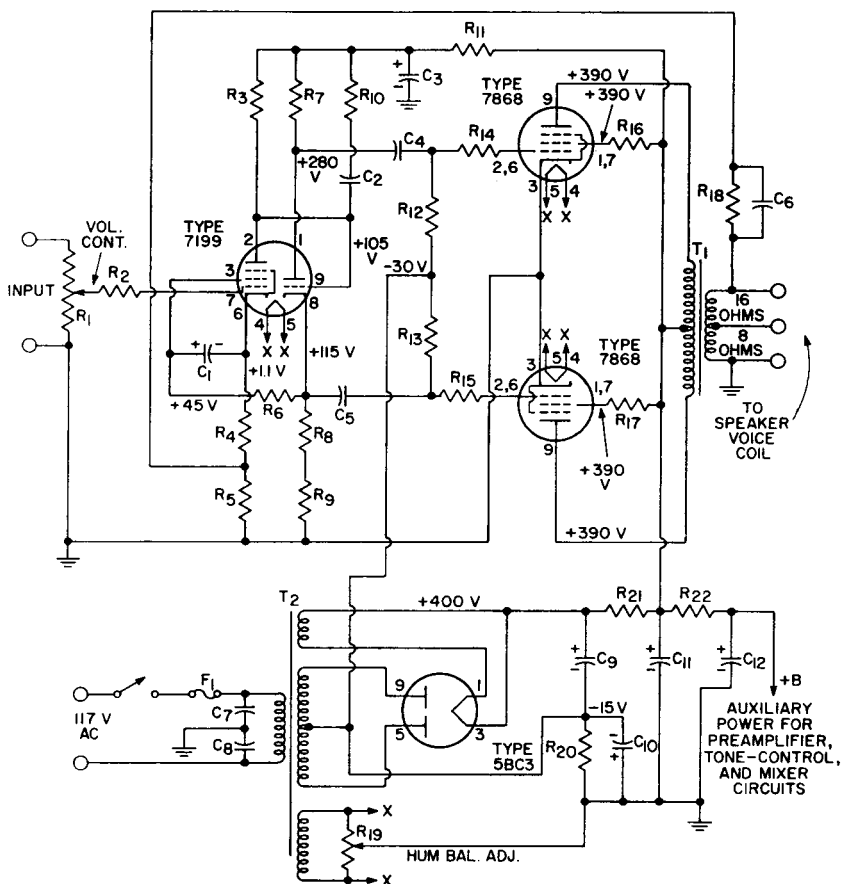 R11
TYPE
7868
+390 V
+390 V
9
R3
R7
R10
+
-
C3
C4
R14
R16
2,6
1,7
3
5
4
X
X
+280
V
C2
R12
R18
C6
VOL.
CONT.
TYPE
7199
2
1
+105
V
-30 V
T1
INPUT
R2
R1
3
7
6
9
8
4
5
X X
R13
16
OHMS
8
OHMS
X
X
TYPE
7868
+
-
C1
+1.1 V
+115 V
3
5
4
+45 V
R6
C5
R15
2,6
1,7
R17
TO
SPEAKER
VOICE
COIL
R4
R8
9
+390
V
R5
R9
+390 V
T2
+400 V
R21
R22
+
-
C9
+
-
C11
+
-
C12
F1
9
1
117 V
AC
C7
C8
5
3
-15 V
+B
TYPE
5BC3
R20
-
+
C10
AUXILIARY
POWER FOR
PREAMPLIFIER,
TONE-CONTROL,
AND MIXER
CIRCUITS
X
R19
HUM BAL. ADJ.
X